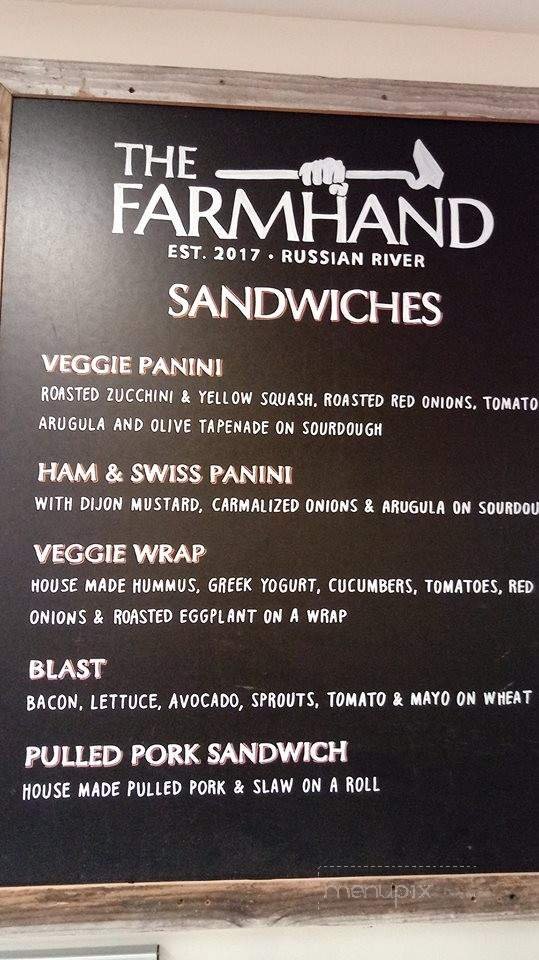 THE
FARMHAND
EST. 2017 • RUSSIAN RIVER
SANDWICHES
VEGGIE PANINI
ROASTED ZUCCHINI & YELLOW SQUASH, ROASTED RED ONIONS, TOMATO
ARUGULA AND OLIVE TAPENADE ON SOURDOUGH
HAM & SWISS PANINI
WITH DIJON MUSTARD, CARMALIZED ONIONS & ARUGULA ON SOURDOU
VEGGIE WRAP
HOUSE MADE HUMMUS, GREEK YOGURT, CUCUMBERS, TOMATOES, RED
ONIONS & ROASTED EGGPLANT ON A WRAP
BLAST
BACON, LETTUCE, AVOCADO, SPROUTS, TOMATO & MAYO ON WHEAT
PULLED PORK SANDWICH
HOUSE MADE PULLED PORK & SLAW ON A ROLL
menupix